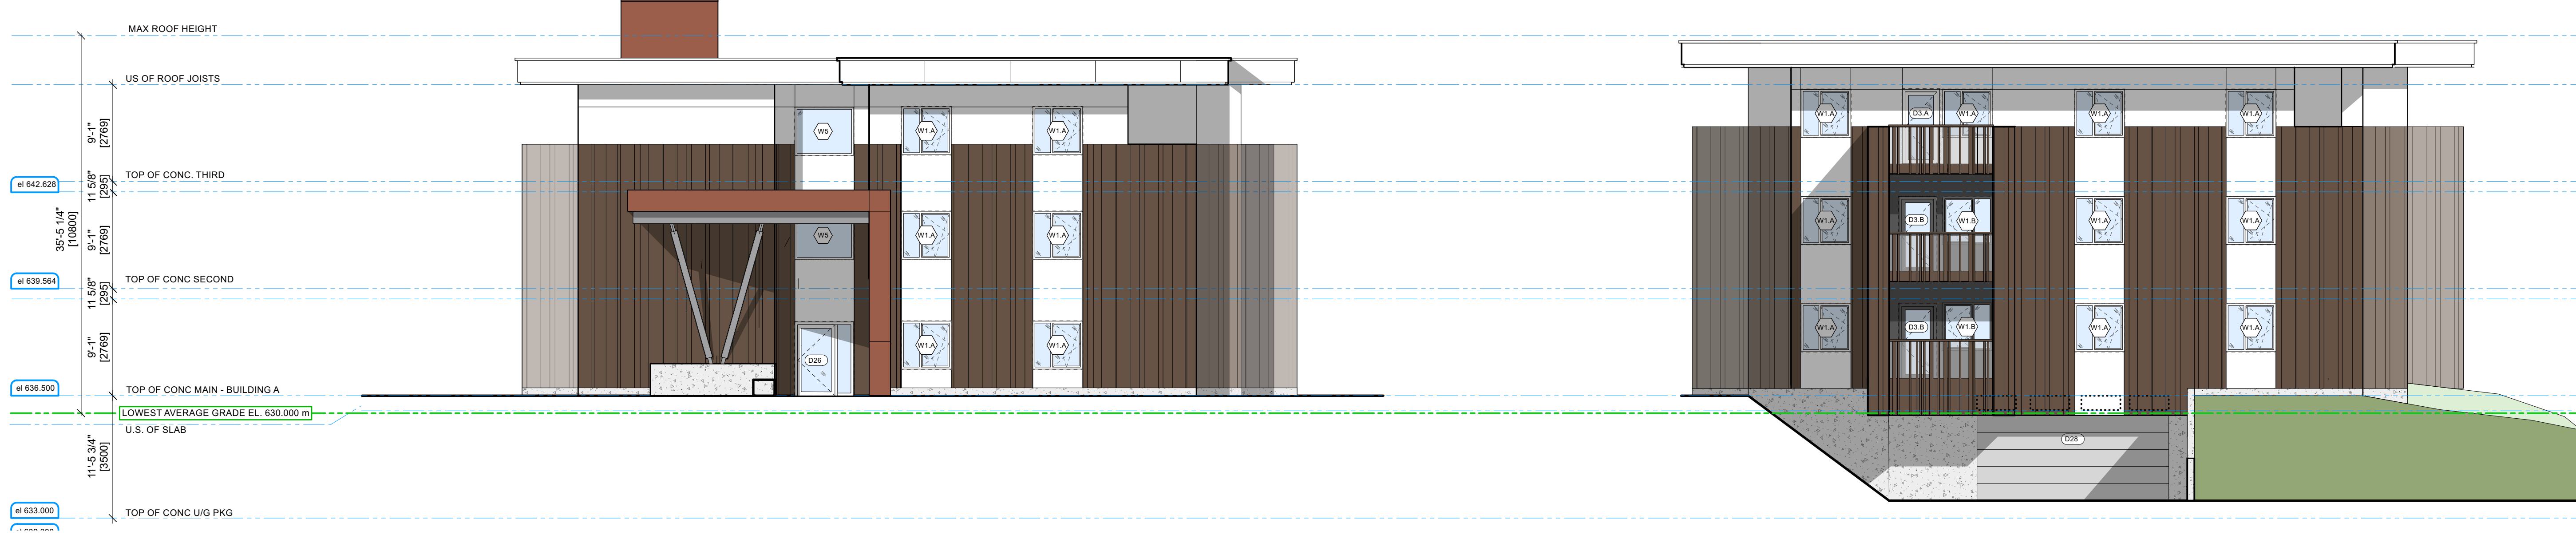 MAX ROOF HEIGHT
US OF ROOF JOISTS
9'-1"
[2769]
TOP OF CONC. THIRD
el 642.628
11 5/8"
[295]
35'-5 1/4"
[10800]
9'-1"
[2769]
TOP OF CONC SECOND
el 639.564
11 5/8"
[295]
9'-1"
[2769]
TOP OF CONC MAIN - BUILDING A
el 636.500
LOWEST AVERAGE GRADE EL. 630.000 m
U.S. OF SLAB
11'-5 3/4"
[3500]
el 633.000
TOP OF CONC U/G PKG
W5 W1.A W1.A
W5 W1.A W1.A
D26 W1.A W1.A
W1.A D3.A W1.A W1.A W1.A
W1.A D3.B W1.B W1.A W1.A
W1.A D3.B W1.B W1.A W1.A
D28